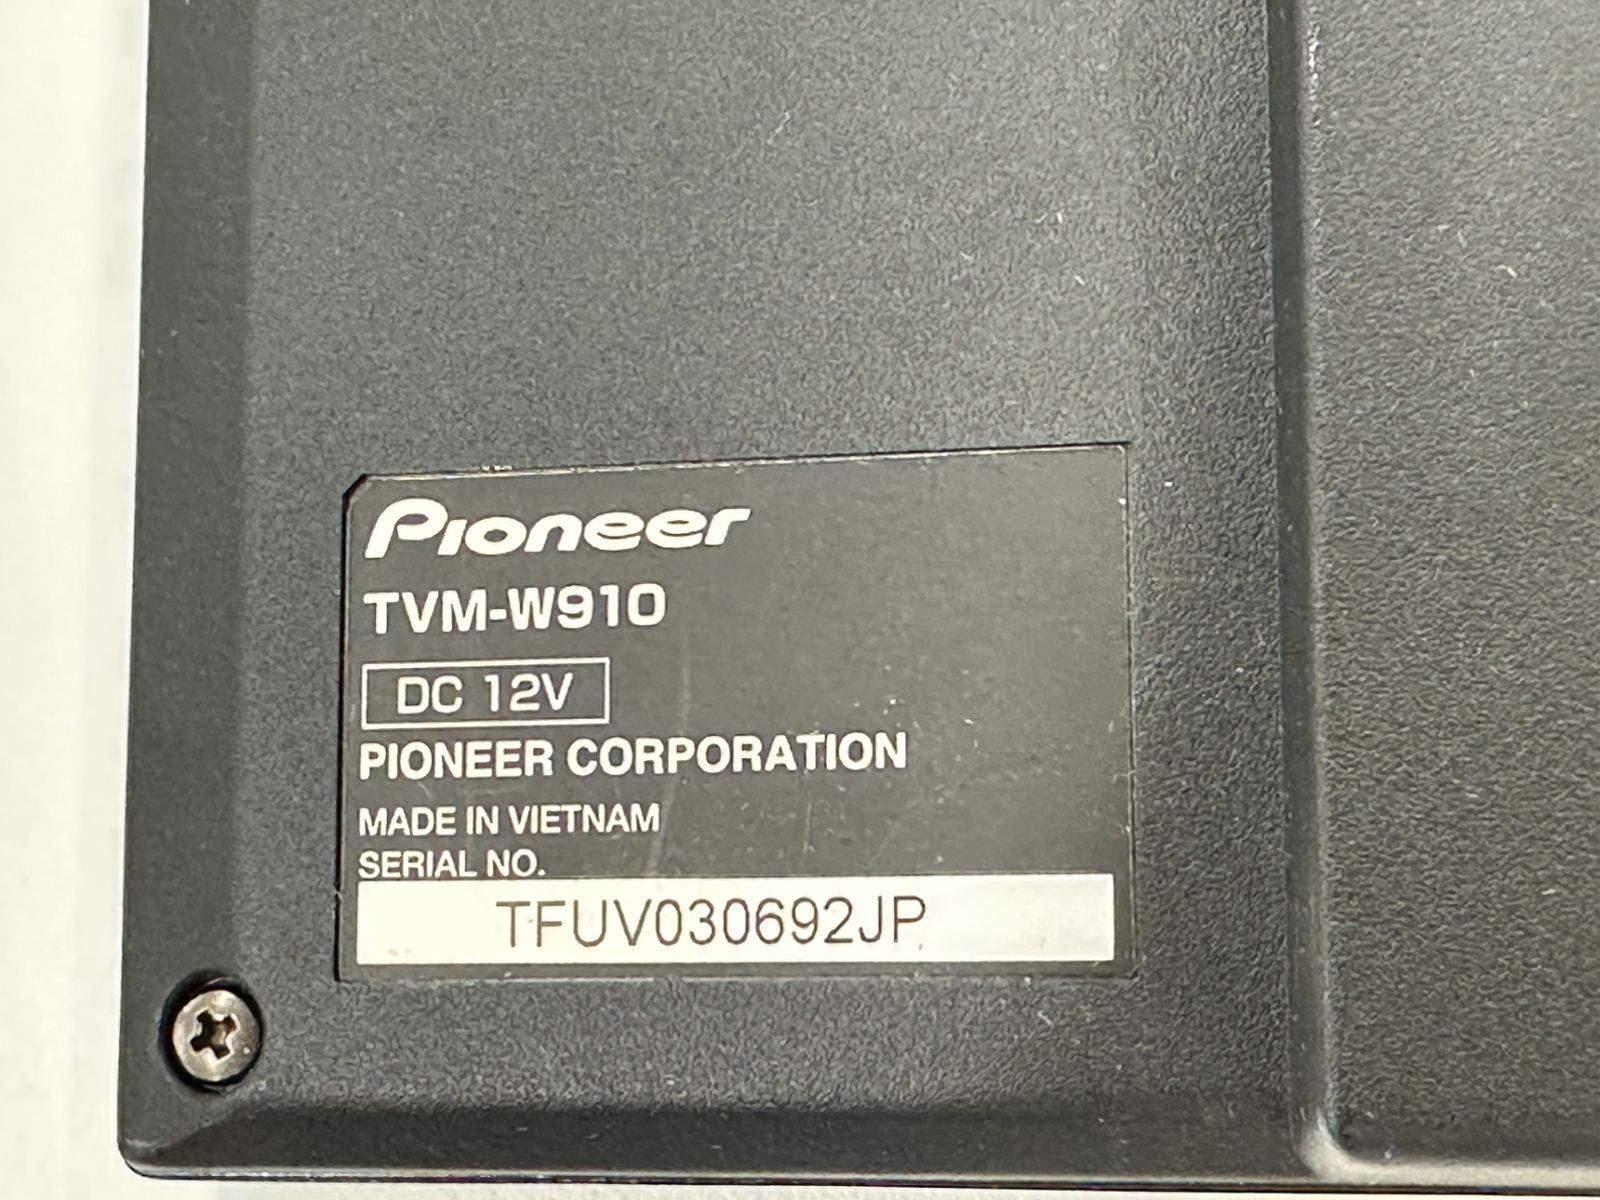 Pioneer
TVM-W910
DC 12V
PIONEER CORPORATION
MADE IN VIETNAM
SERIAL NO.
TFUV030692JP